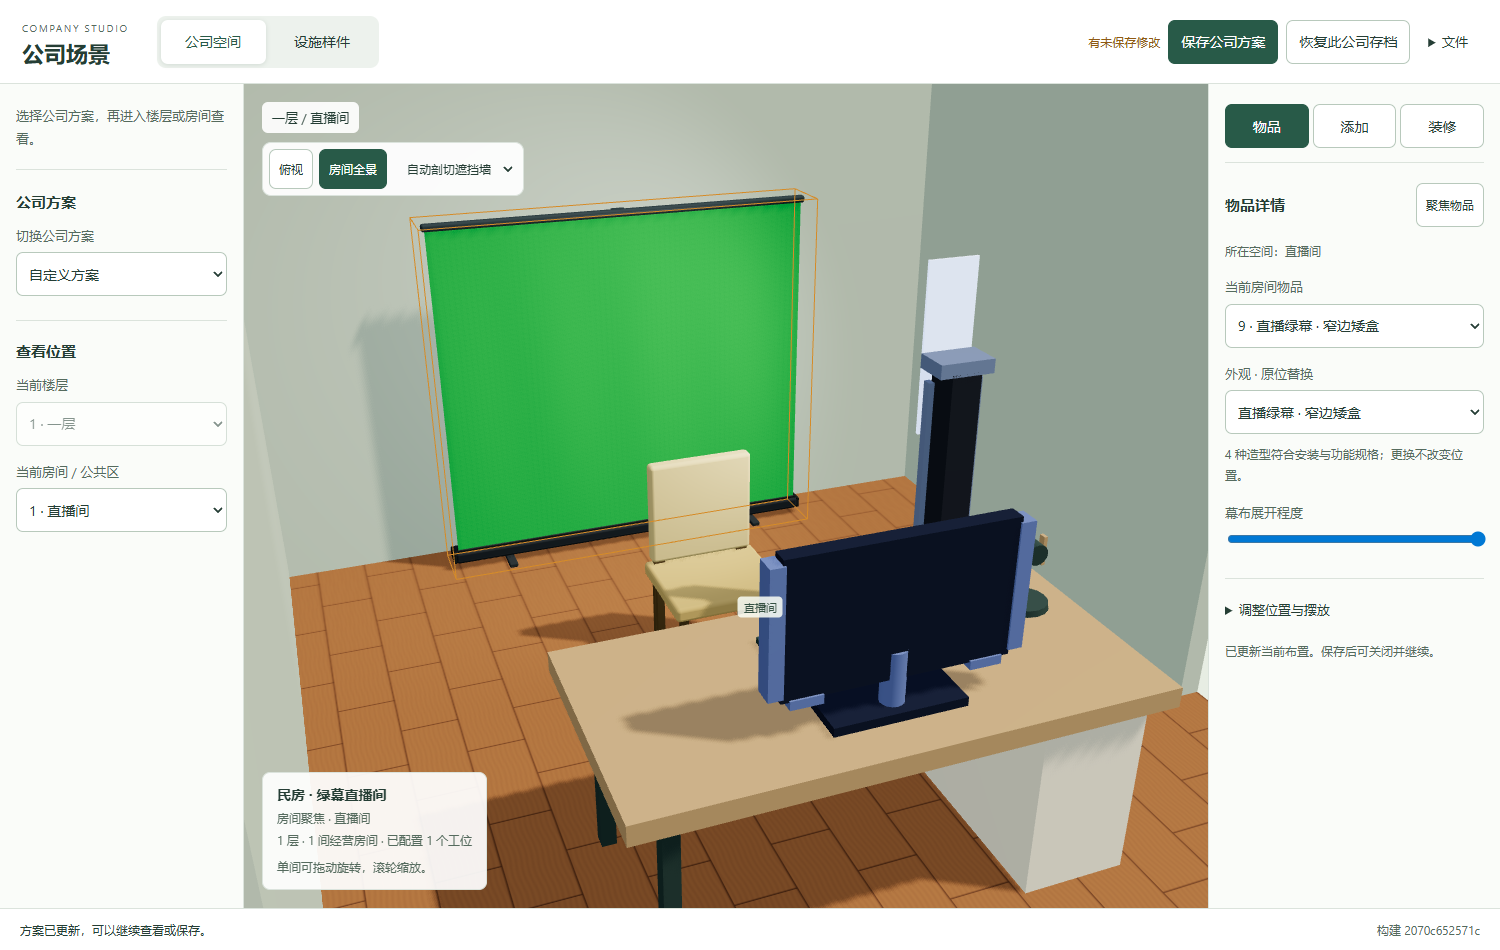 COMPANY STUDIO
公司场景
公司空间
设施样件
有未保存修改
保存公司方案
恢复此公司存档
文件
选择公司方案，再进入楼层或房间查
看。
公司方案
切换公司方案
自定义方案
查看位置
当前楼层
1 · 一层
当前房间 / 公共区
1 · 直播间
一层 / 直播间
俯视
房间全景
自动剖切遮挡墙
直播间
民房 · 绿幕直播间
房间聚焦 · 直播间
1 层 · 1 间经营房间 · 已配置 1 个工位
单间可拖动旋转，滚轮缩放。
物品
添加
装修
物品详情
聚焦物品
所在空间：直播间
当前房间物品
9 · 直播绿幕 · 窄边矮盒
外观 · 原位替换
直播绿幕 · 窄边矮盒
4 种造型符合安装与功能规格；更换不改变位
置。
幕布展开程度
调整位置与摆放
已更新当前布置。保存后可关闭并继续。
方案已更新，可以继续查看或保存。
构建 2070c652571c